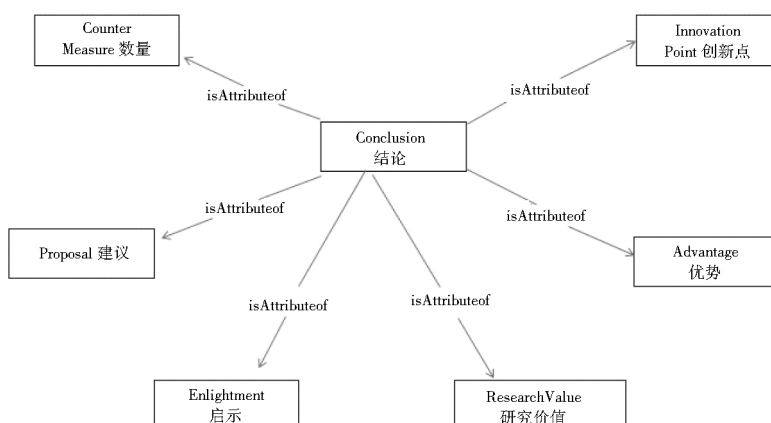 Counter
Measure 数量
Innovation
Point 创新点
isAttributeof
isAttributeof
Conclusion
结论
isAttributeof
isAttributeof
Proposal 建议
Advantage
优势
isAttributeof
isAttributeof
Enlightment
启示
ResearchValue
研究价值